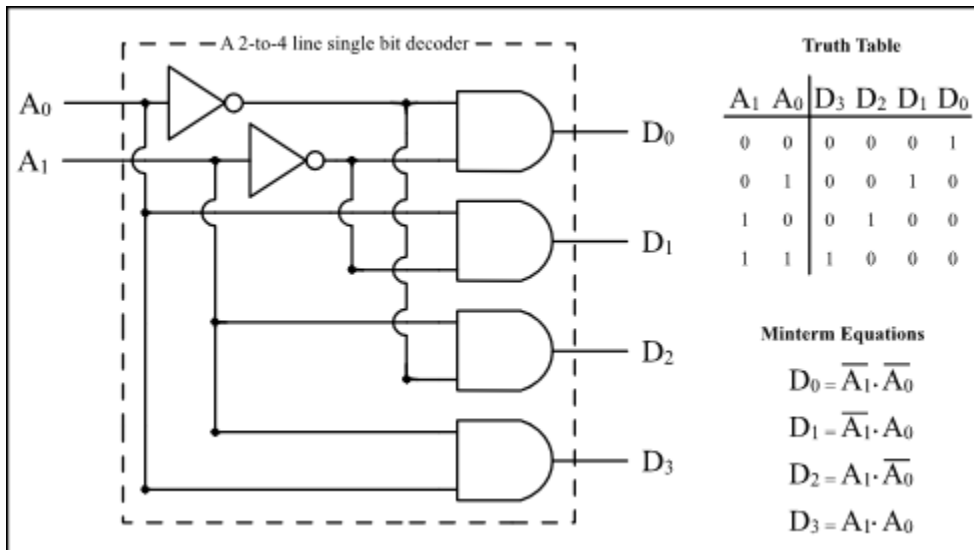 A 2-to-4 line single bit decoder
A₀
A₁
D₀
D₁
D₂
D₃
Truth Table
A₁ A₀ D₃ D₂ D₁ D₀
0 0 0 0 0 1
0 1 0 0 1 0
1 0 0 1 0 0
1 1 1 0 0 0
Minterm Equations
D₀ = A̅₁ · A̅₀
D₁ = A̅₁ · A₀
D₂ = A₁ · A̅₀
D₃ = A₁ · A₀